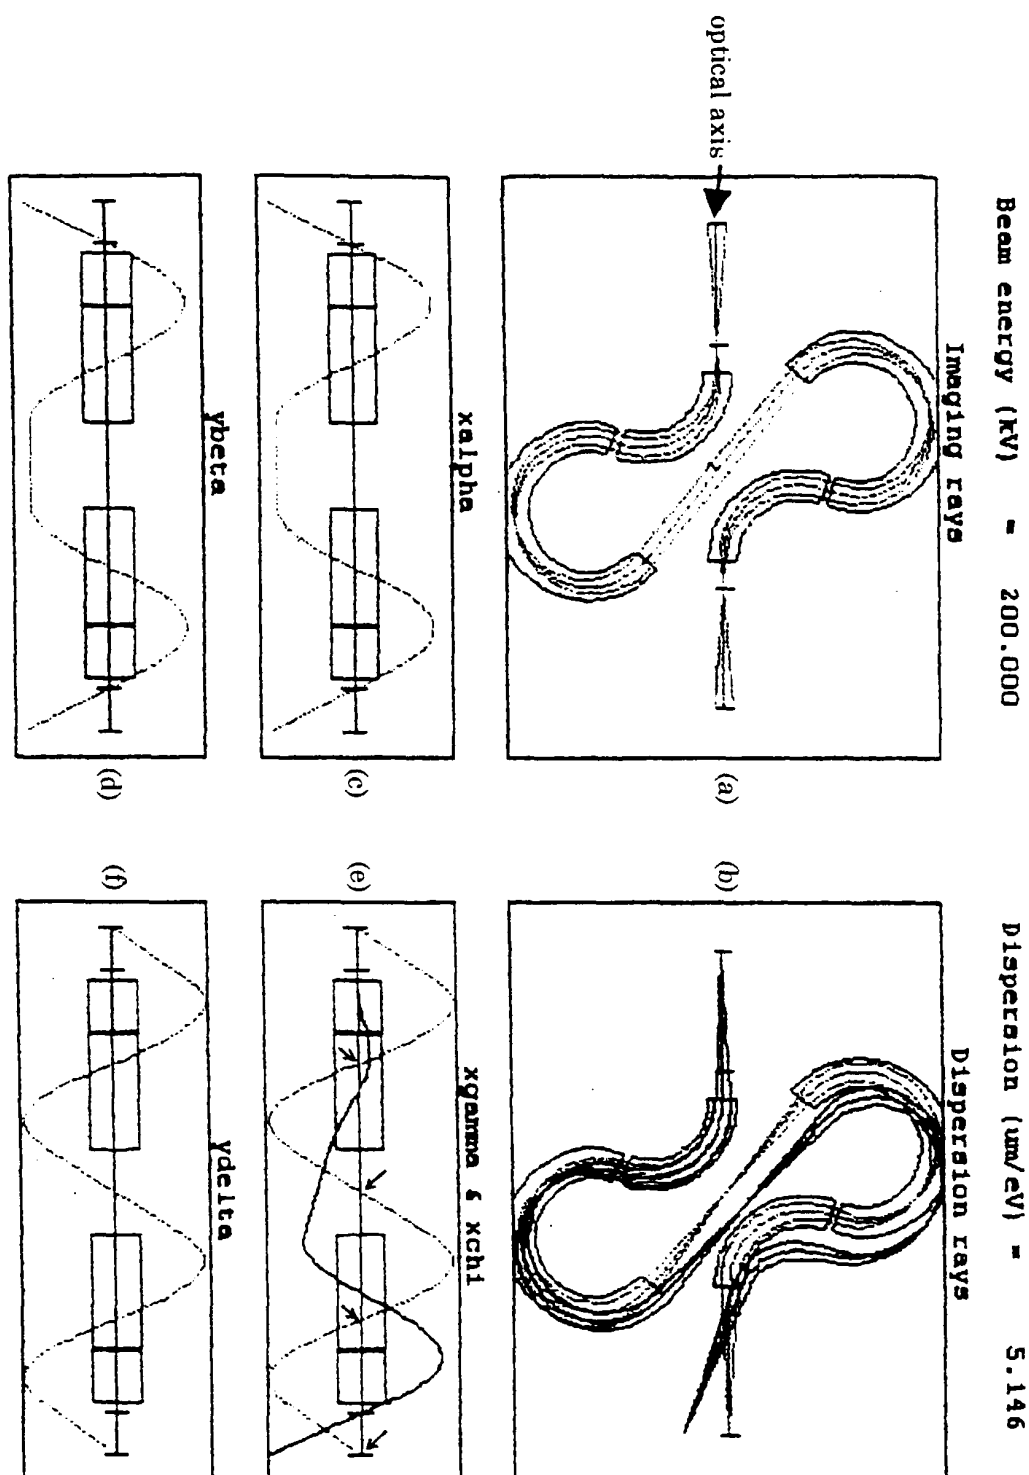 Beam energy (kV) = 200.000
Dispersion (um/eV) = 5.146
Imaging rays
Dispersion rays
optical axis
(a)
(b)
xalpha
xgamma & xchi
(c)
(e)
ybeta
ydelta
(d)
(f)